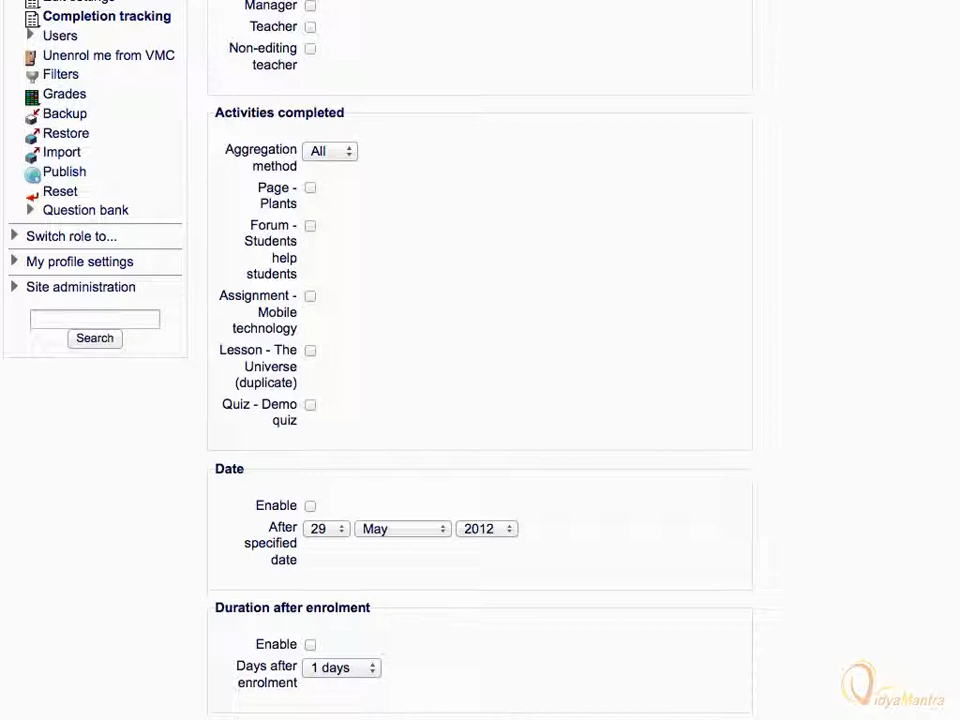 Completion tracking
Users
Unenrol me from VMC
Filters
Grades
Backup
Restore
Import
Publish
Reset
Question bank
Switch role to...
My profile settings
Site administration
Search
Manager
Teacher
Non-editing
teacher
Activities completed
Aggregation
method
All
Page -
Plants
Forum -
Students
help
students
Assignment -
Mobile
technology
Lesson - The
Universe
(duplicate)
Quiz - Demo
quiz
Date
Enable
After
specified
date
29 May 2012
Duration after enrolment
Enable
Days after
enrolment
1 days
VidyaMantra